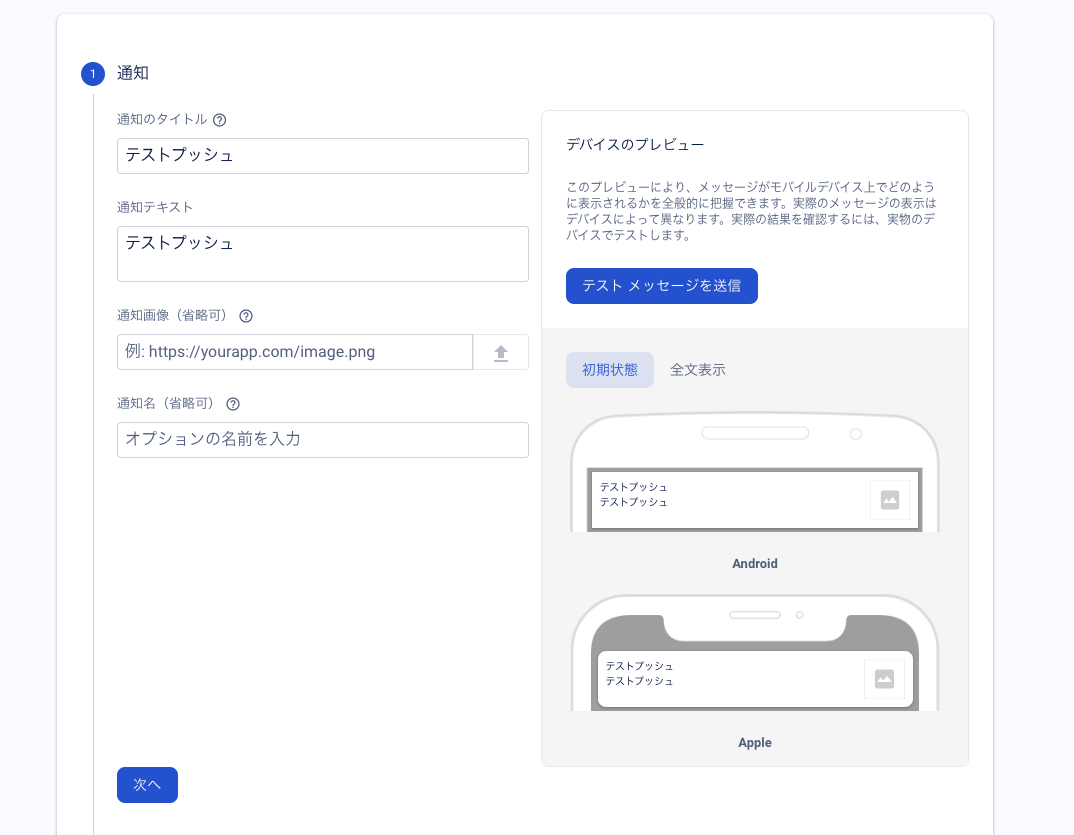 1 通知
通知のタイトル ?
テストプッシュ
通知テキスト
テストプッシュ
通知画像（省略可） ?
例: https://yourapp.com/image.png
通知名（省略可） ?
オプションの名前を入力
次へ
デバイスのプレビュー
このプレビューにより、メッセージがモバイルデバイス上でどのよう
に表示されるかを全般的に把握できます。実際のメッセージの表示は
デバイスによって異なります。実際の結果を確認するには、実物のデ
バイスでテストします。
テスト メッセージを送信
初期状態 全文表示
テストプッシュ
テストプッシュ
Android
テストプッシュ
テストプッシュ
Apple